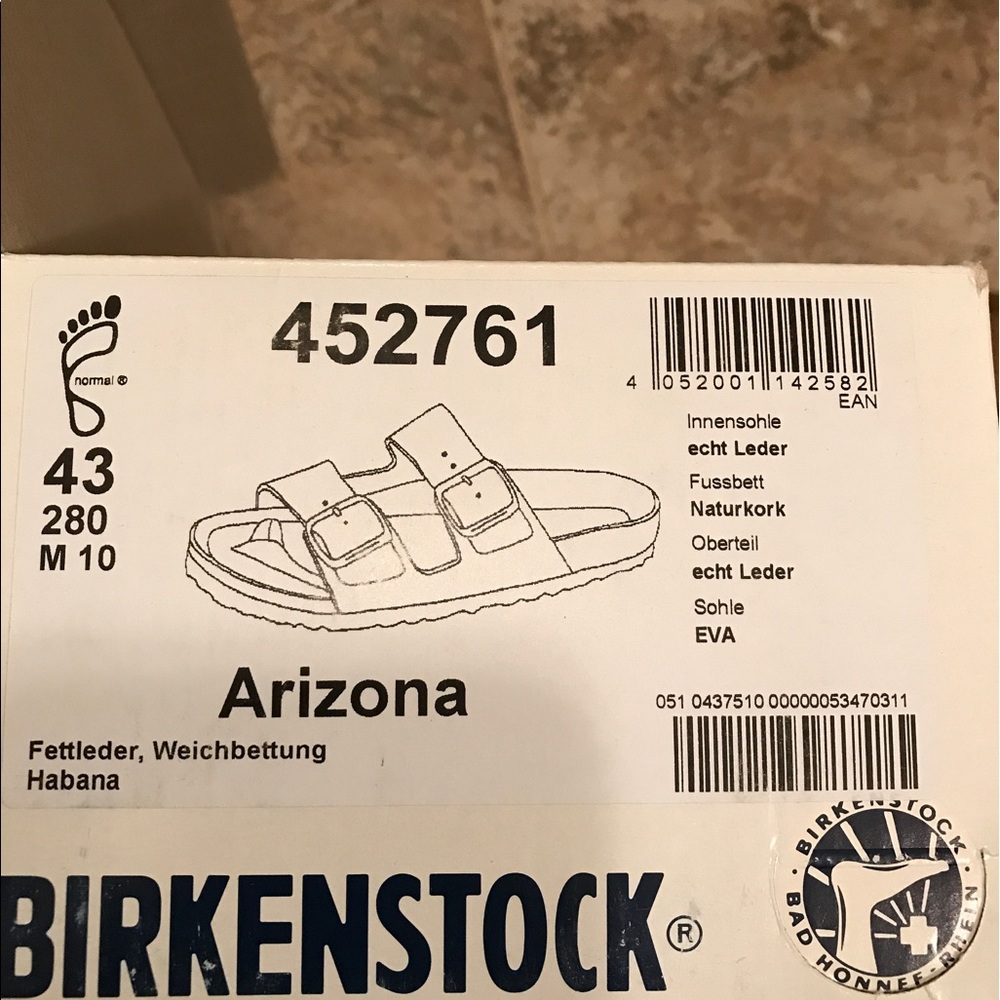 452761
normal ®
43
280
M 10
4 052001 142582
EAN
Innensohle
echt Leder
Fussbett
Naturkork
Oberteil
echt Leder
Sohle
EVA
Arizona
Fettleder, Weichbettung
Habana
051 0437510 00000053470311
BIRKENSTOCK®
BIRKENSTOCK · BAD HONNEF-RHEIN ·